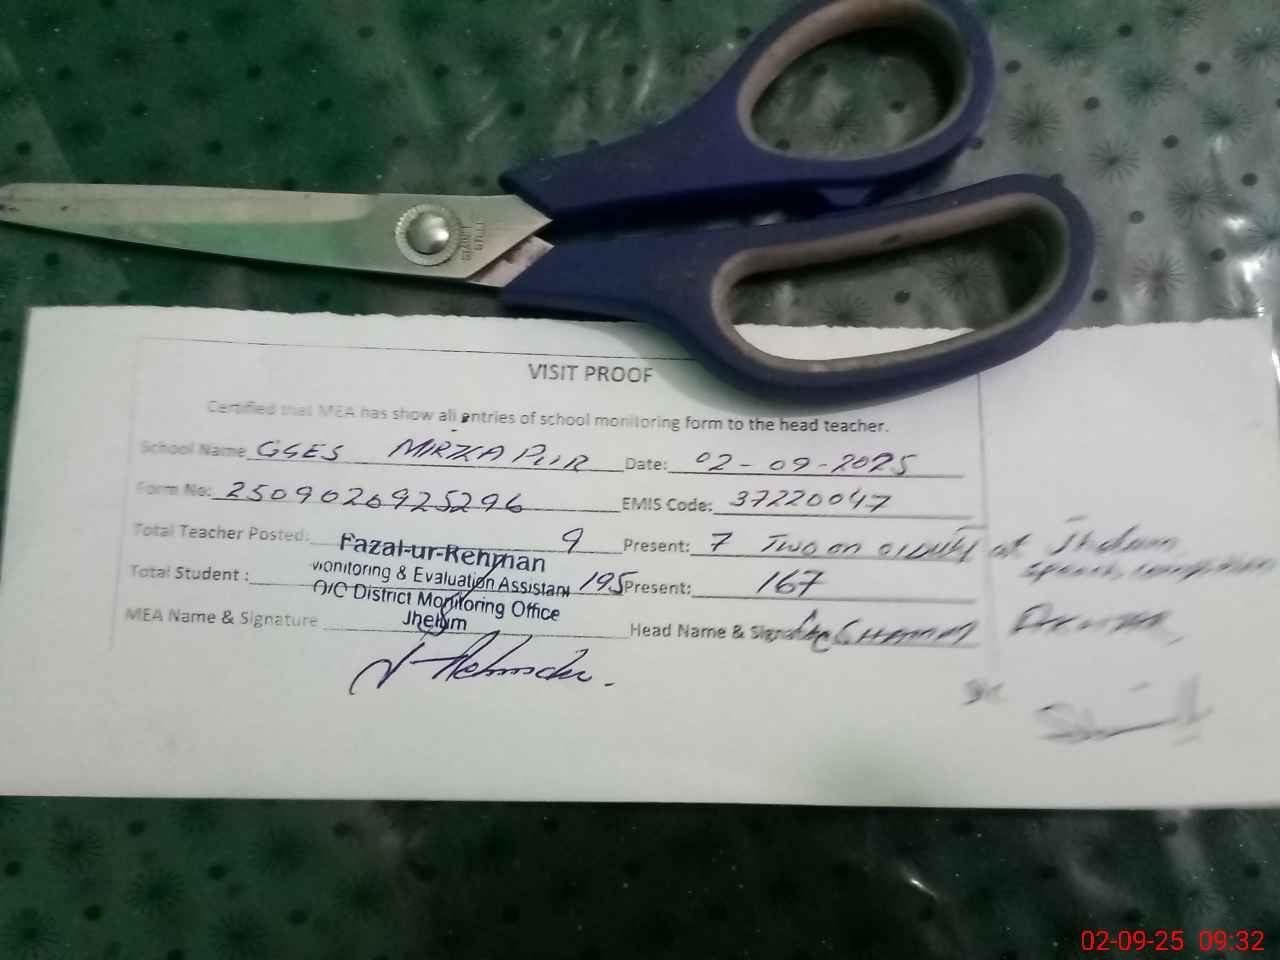 VISIT PROOF
Certified that MEA has show all entries of school monitoring form to the head teacher.
School Name GGES MIRZA PUR Date: 02-09-2025
Form No: 2509026925296 EMIS Code: 37220047
Total Teacher Posted: 9 Present: 7 Two on o/duty at Jhelum
Fazal-ur-Rehman
Monitoring & Evaluation Assistant
O/C District Monitoring Office
Jhelum
Total Student : 195 Present: 167
MEA Name & Signature Head Name & Signature
02-09-25 09:32